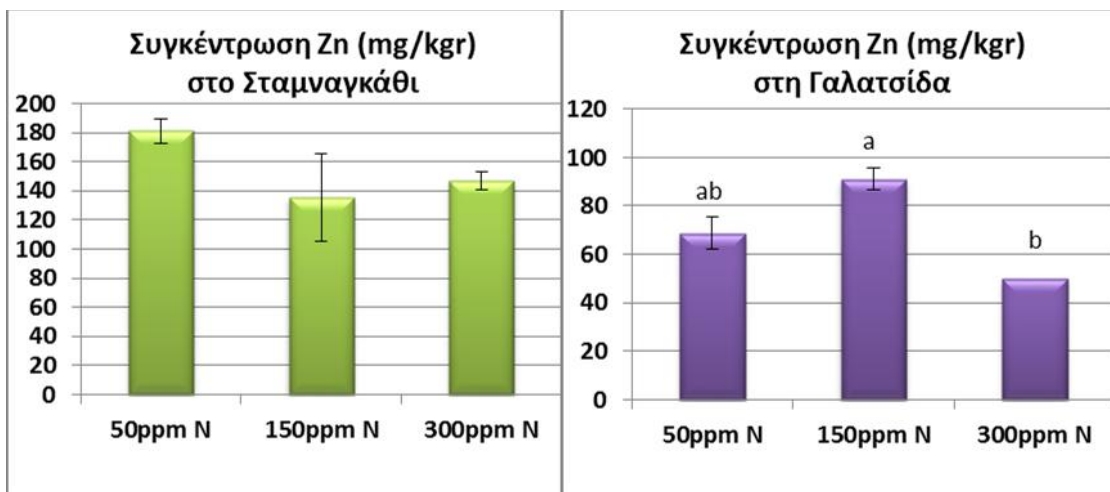 Συγκέντρωση Zn (mg/kgr)
στο Σταμναγκάθι
200
180
160
140
120
100
80
60
40
20
0
50ppm N 150ppm N 300ppm N
Συγκέντρωση Zn (mg/kgr)
στη Γαλατσίδα
120
100
80
60
40
20
0
ab
a
b
50ppm N 150ppm N 300ppm N